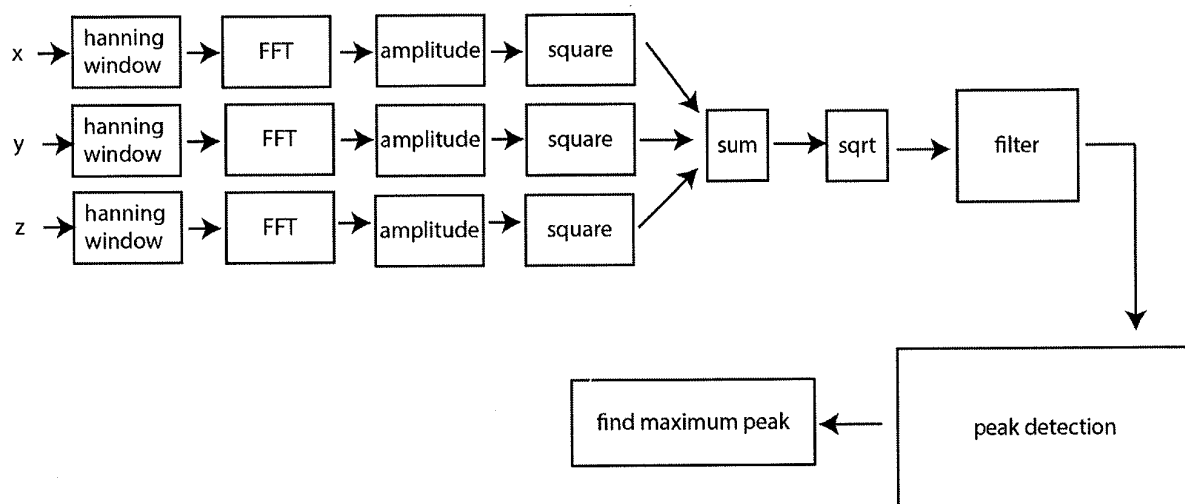 x
hanning
window
FFT
amplitude
square
y
hanning
window
FFT
amplitude
square
sum
sqrt
filter
z
hanning
window
FFT
amplitude
square
find maximum peak
peak detection